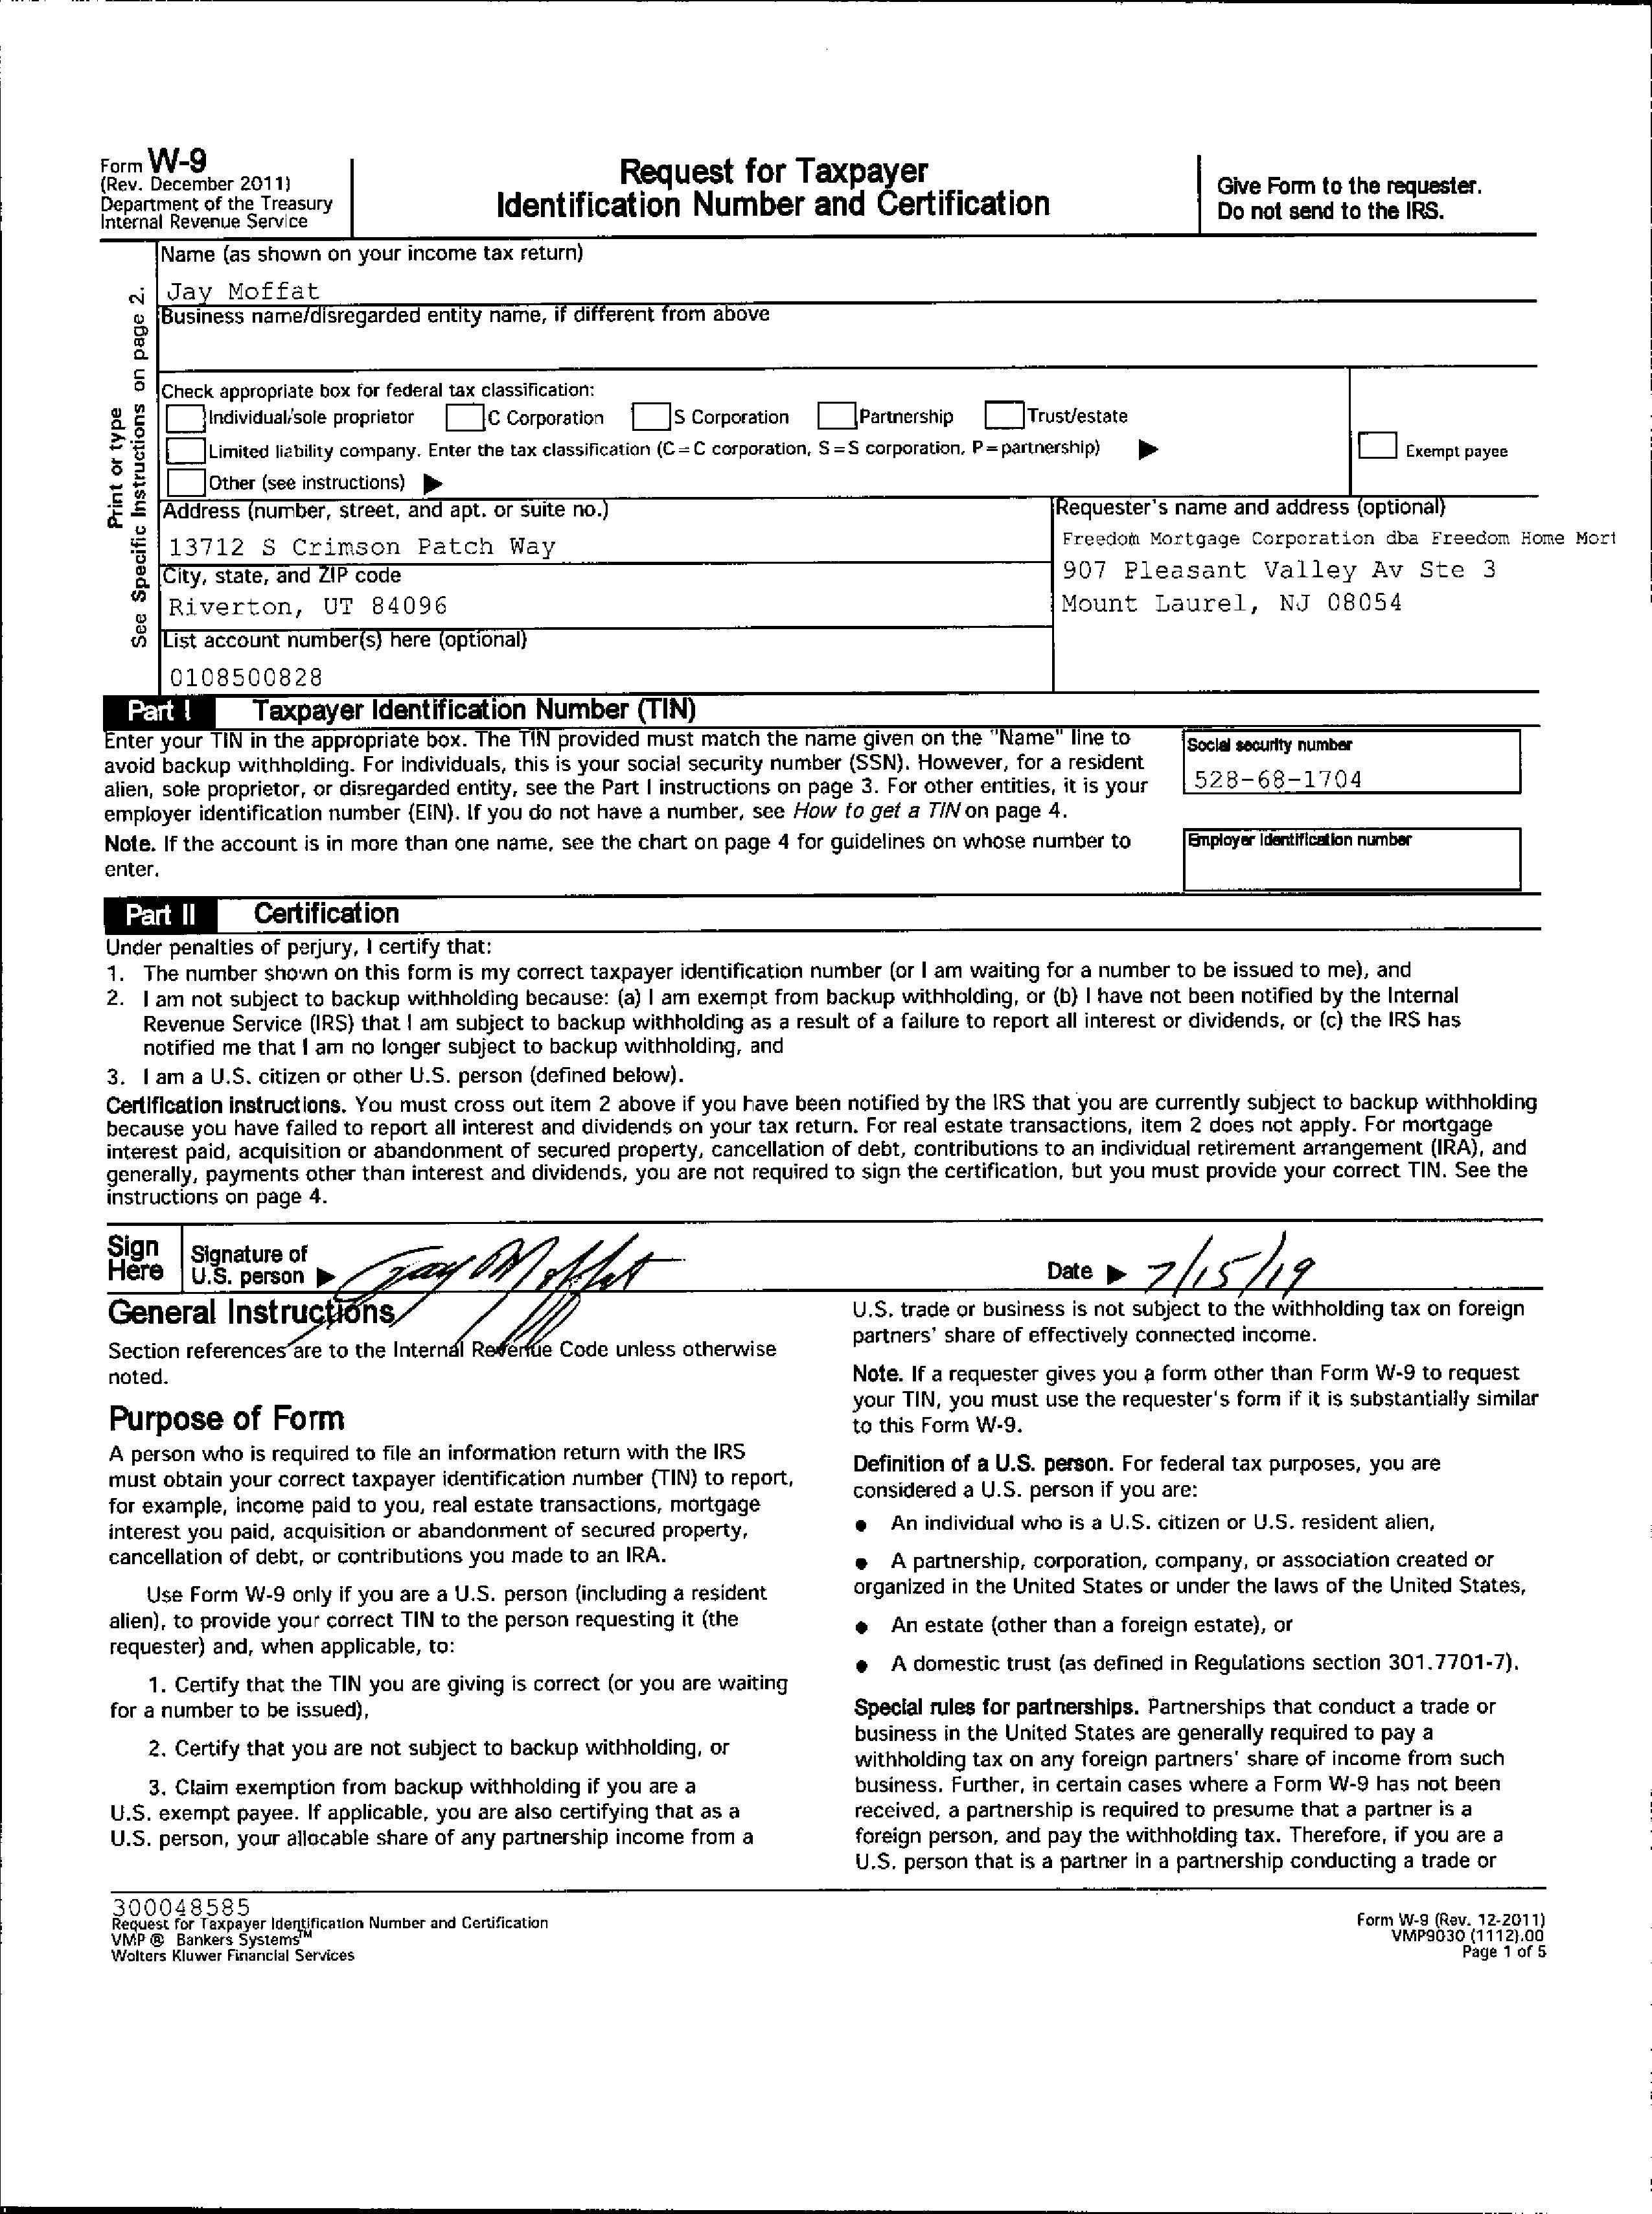 Form W-9
(Rev. December 2011)
Department of the Treasury
Internal Revenue Service
Request for Taxpayer
Identification Number and Certification
Give Form to the requester.
Do not send to the IRS.
Print or type
See Specific Instructions on page 2.
Name (as shown on your income tax return)
Jay Moffat
Business name/disregarded entity name, if different from above
Check appropriate box for federal tax classification:
Individual/sole proprietor C Corporation S Corporation Partnership Trust/estate
Limited liability company. Enter the tax classification (C=C corporation, S=S corporation, P=partnership) ▶
Exempt payee
Other (see instructions) ▶
Address (number, street, and apt. or suite no.)
13712 S Crimson Patch Way
City, state, and ZIP code
Riverton, UT 84096
Requester's name and address (optional)
Freedom Mortgage Corporation dba Freedom Home Mort
907 Pleasant Valley Av Ste 3
Mount Laurel, NJ 08054
List account number(s) here (optional)
0108500828
Part I Taxpayer Identification Number (TIN)
Enter your TIN in the appropriate box. The TIN provided must match the name given on the "Name" line to
avoid backup withholding. For individuals, this is your social security number (SSN). However, for a resident
alien, sole proprietor, or disregarded entity, see the Part I instructions on page 3. For other entities, it is your
employer identification number (EIN). If you do not have a number, see How to get a TIN on page 4.
Note. If the account is in more than one name, see the chart on page 4 for guidelines on whose number to
enter.
Social security number
528-68-1704
Employer identification number
Part II Certification
Under penalties of perjury, I certify that:
1. The number shown on this form is my correct taxpayer identification number (or I am waiting for a number to be issued to me), and
2. I am not subject to backup withholding because: (a) I am exempt from backup withholding, or (b) I have not been notified by the Internal
Revenue Service (IRS) that I am subject to backup withholding as a result of a failure to report all interest or dividends, or (c) the IRS has
notified me that I am no longer subject to backup withholding, and
3. I am a U.S. citizen or other U.S. person (defined below).
Certification instructions. You must cross out item 2 above if you have been notified by the IRS that you are currently subject to backup withholding
because you have failed to report all interest and dividends on your tax return. For real estate transactions, item 2 does not apply. For mortgage
interest paid, acquisition or abandonment of secured property, cancellation of debt, contributions to an individual retirement arrangement (IRA), and
generally, payments other than interest and dividends, you are not required to sign the certification, but you must provide your correct TIN. See the
instructions on page 4.
Sign Here
Signature of U.S. person ▶ Jay Moffat
Date ▶ 7/15/19
General Instructions
Section references are to the Internal Revenue Code unless otherwise
noted.
Purpose of Form
A person who is required to file an information return with the IRS
must obtain your correct taxpayer identification number (TIN) to report,
for example, income paid to you, real estate transactions, mortgage
interest you paid, acquisition or abandonment of secured property,
cancellation of debt, or contributions you made to an IRA.
Use Form W-9 only if you are a U.S. person (including a resident
alien), to provide your correct TIN to the person requesting it (the
requester) and, when applicable, to:
1. Certify that the TIN you are giving is correct (or you are waiting
for a number to be issued),
2. Certify that you are not subject to backup withholding, or
3. Claim exemption from backup withholding if you are a
U.S. exempt payee. If applicable, you are also certifying that as a
U.S. person, your allocable share of any partnership income from a
U.S. trade or business is not subject to the withholding tax on foreign
partners' share of effectively connected income.
Note. If a requester gives you a form other than Form W-9 to request
your TIN, you must use the requester's form if it is substantially similar
to this Form W-9.
Definition of a U.S. person. For federal tax purposes, you are
considered a U.S. person if you are:
● An individual who is a U.S. citizen or U.S. resident alien,
● A partnership, corporation, company, or association created or
organized in the United States or under the laws of the United States,
● An estate (other than a foreign estate), or
● A domestic trust (as defined in Regulations section 301.7701-7).
Special rules for partnerships. Partnerships that conduct a trade or
business in the United States are generally required to pay a
withholding tax on any foreign partners' share of income from such
business. Further, in certain cases where a Form W-9 has not been
received, a partnership is required to presume that a partner is a
foreign person, and pay the withholding tax. Therefore, if you are a
U.S. person that is a partner in a partnership conducting a trade or
300048585
Request for Taxpayer Identification Number and Certification
VMP ® Bankers Systems™
Wolters Kluwer Financial Services
Form W-9 (Rev. 12-2011)
VMP9030 (1112).00
Page 1 of 5